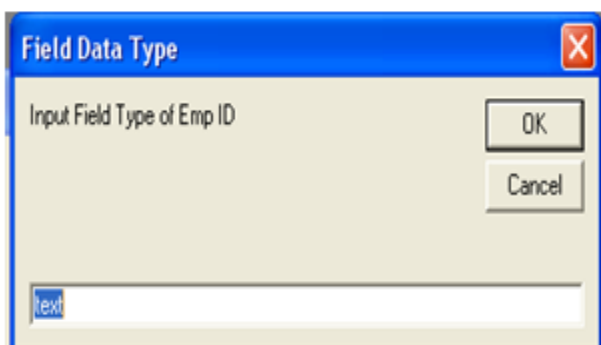 Field Data Type
Input Field Type of Emp ID
OK
Cancel
text